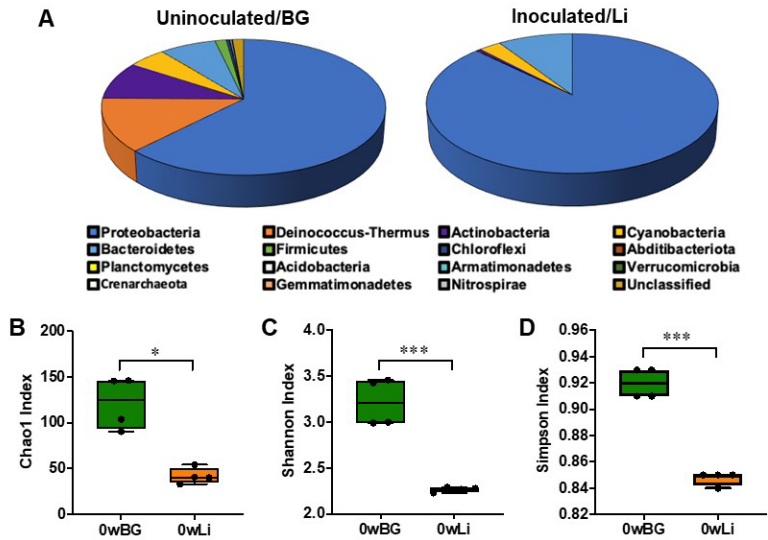 A
Uninoculated/BG
Inoculated/Li
Proteobacteria
Deinococcus-Thermus
Actinobacteria
Cyanobacteria
Bacteroidetes
Firmicutes
Chloroflexi
Abditibacteriota
Planctomycetes
Acidobacteria
Armatimonadetes
Verrucomicrobia
Crenarchaeota
Gemmatimonadetes
Nitrospirae
Unclassified
B
200
150
100
50
0
Chao1 Index
*
0wBG
0wLi
C
4.0
3.5
3.0
2.5
2.0
Shannon Index
***
0wBG
0wLi
D
0.96
0.94
0.92
0.90
0.88
0.86
0.84
0.82
Simpson Index
***
0wBG
0wLi